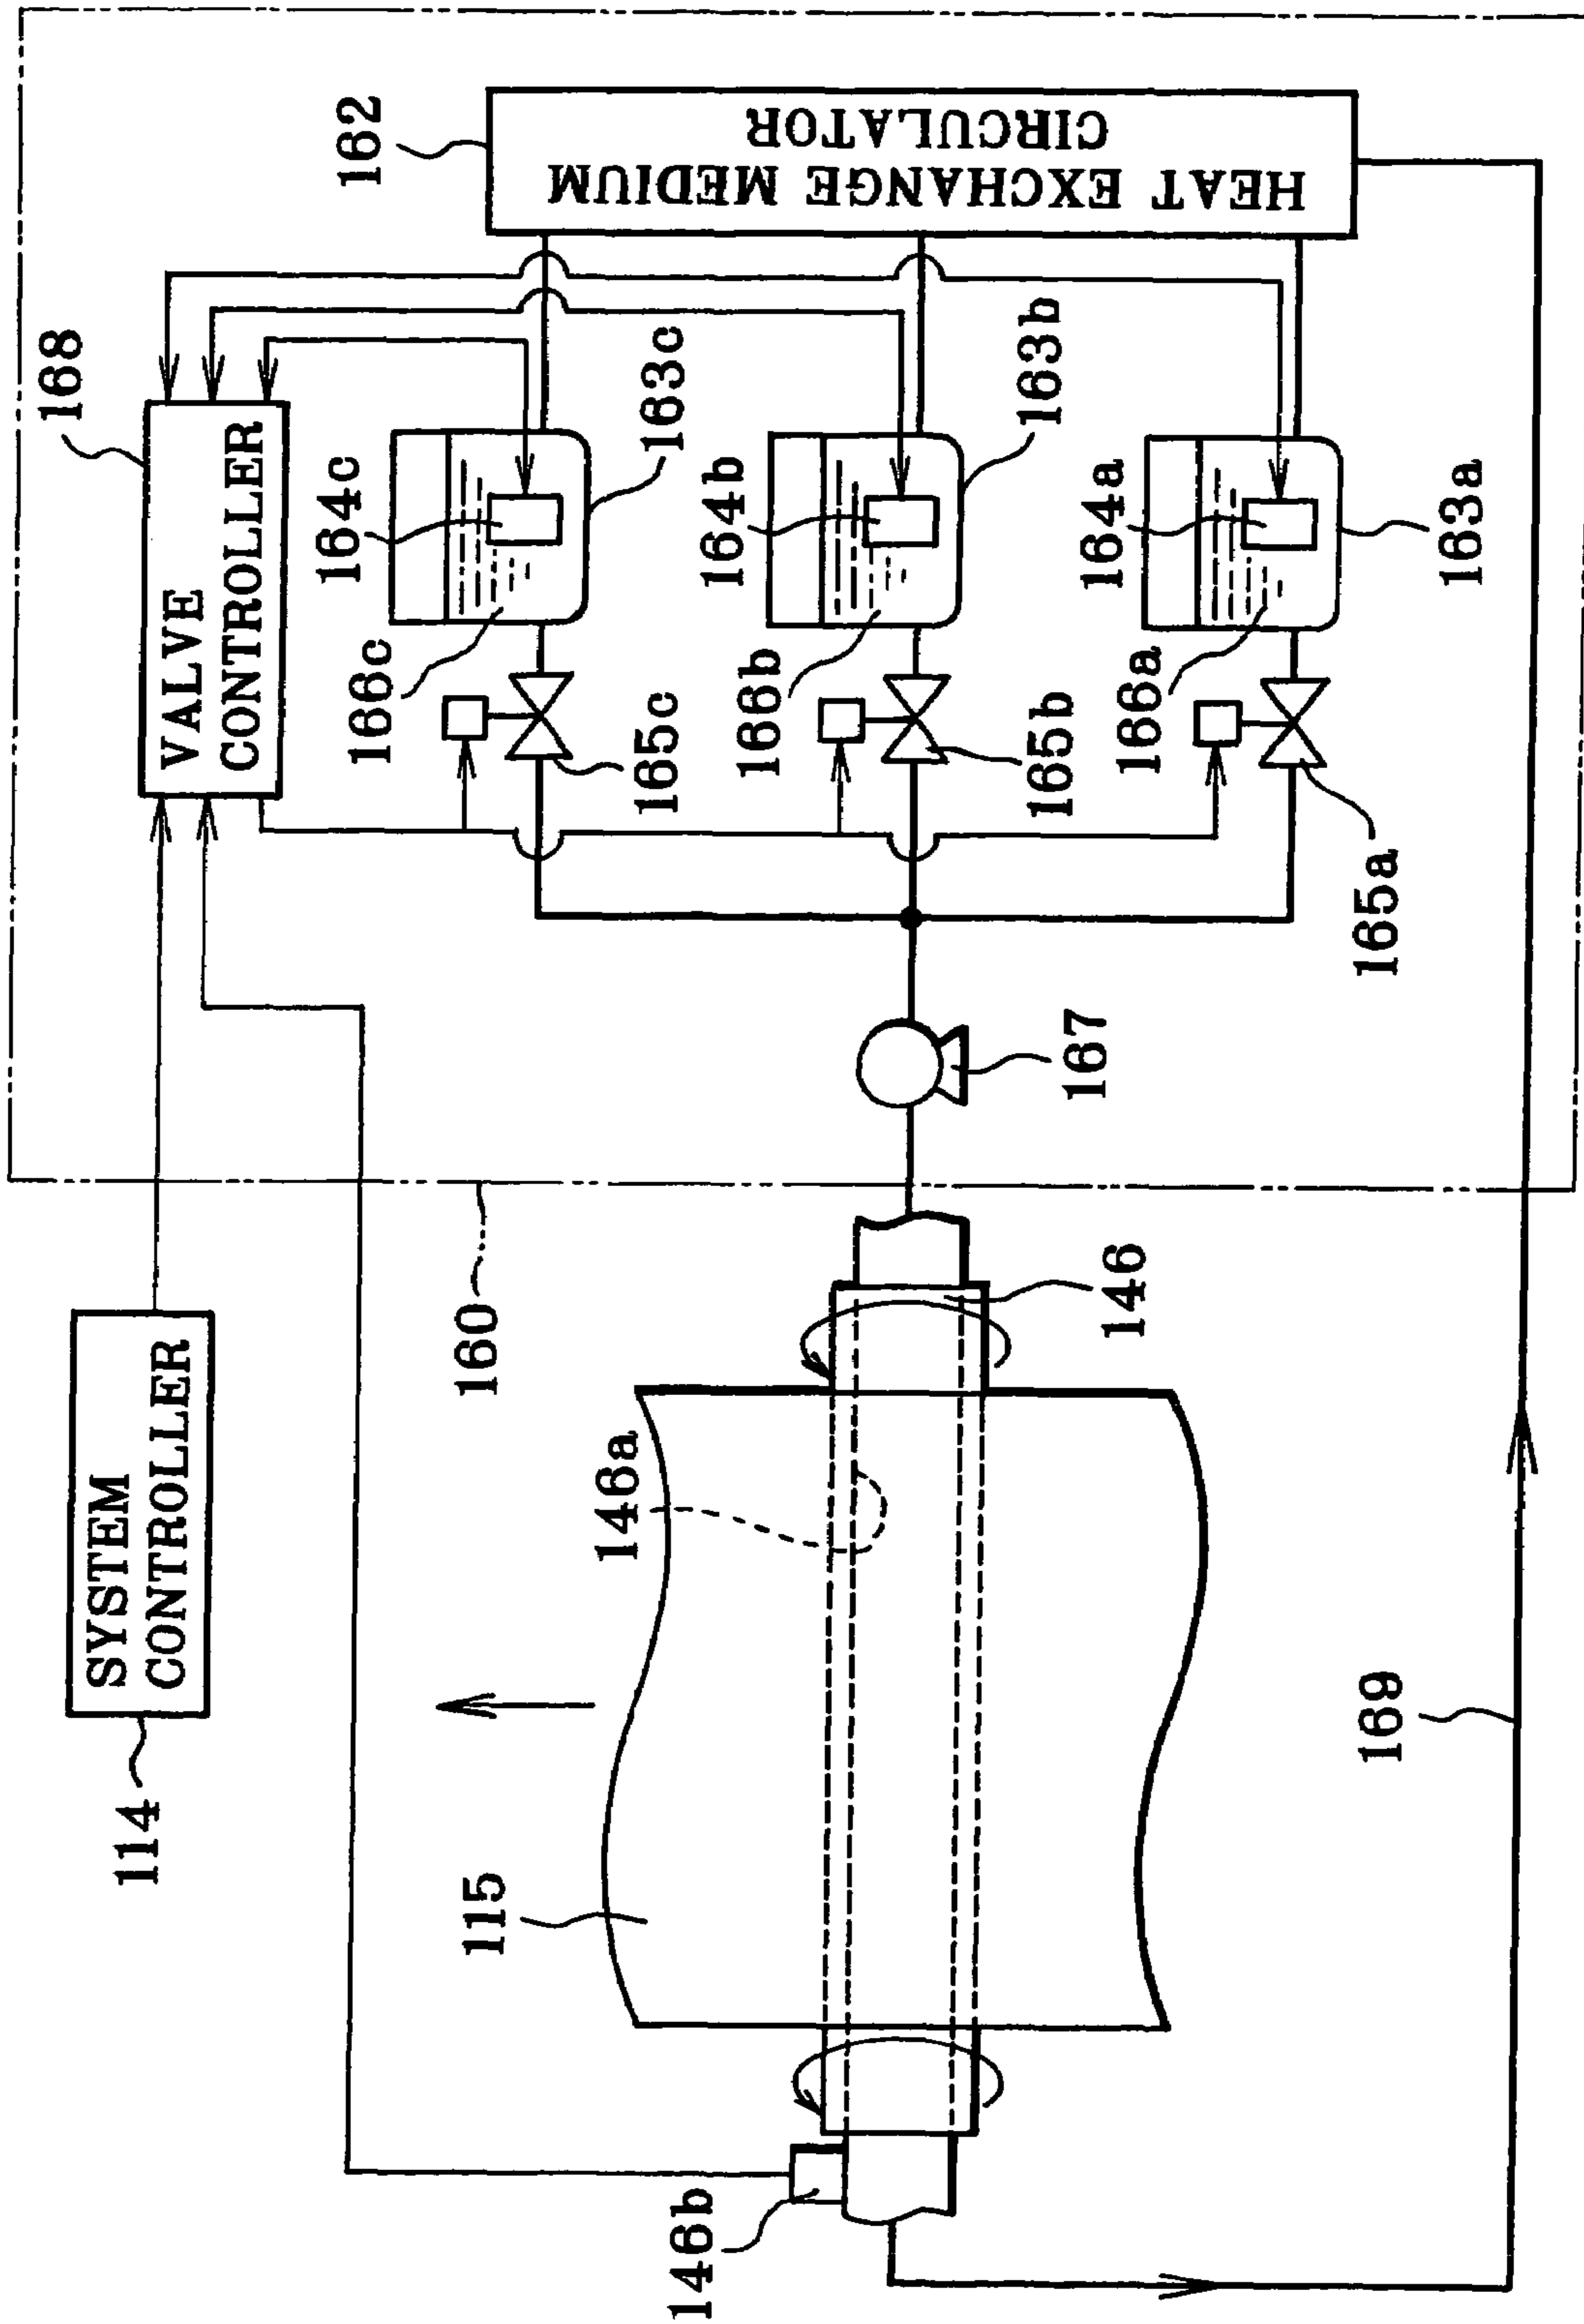 SYSTEM
CONTROLLER
114
VALVE
CONTROLLER
168
HEAT EXCHANGE MEDIUM
CIRCULATOR
162
164c
163c
166c
165c
164b
163b
166b
165b
164a
163a
166a
165a
167
160
146
146a
146b
115
169